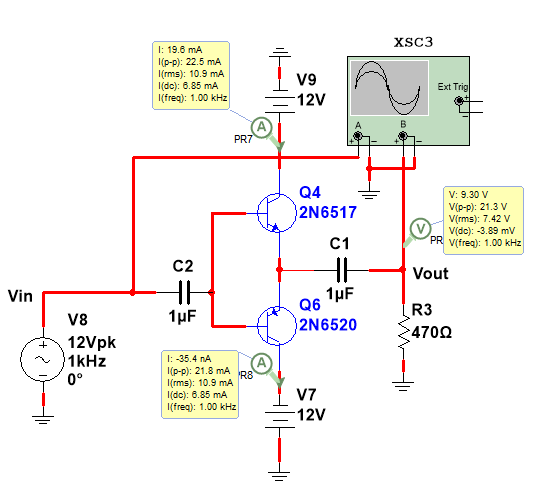 XSC3
Ext Trig
+
−
A
B
+ − + −
I: 19.6 mA
I(p-p): 22.5 mA
I(rms): 10.9 mA
I(dc): 6.85 mA
I(freq): 1.00 kHz
A
PR7
V9
12V
Q4
2N6517
V: 9.30 V
V(p-p): 21.3 V
V(rms): 7.42 V
V(dc): -3.89 mV
V(freq): 1.00 kHz
V
PR
C1
1µF
Vout
C2
1µF
Vin
Q6
2N6520
R3
470Ω
V8
12Vpk
1kHz
0°
+
−
I: -35.4 nA
I(p-p): 21.8 mA
I(rms): 10.9 mA
I(dc): 6.85 mA
I(freq): 1.00 kHz
A
PR8
V7
12V